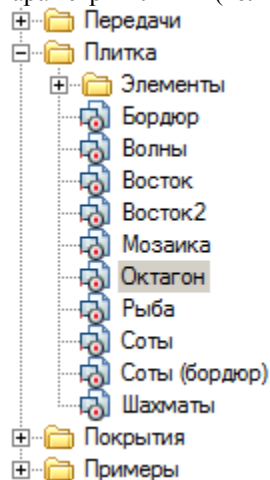 Передачи
Плитка
Элементы
Бордюр
Волны
Восток
Восток2
Мозаика
Октагон
Рыба
Соты
Соты (бордюр)
Шахматы
Покрытия
Примеры